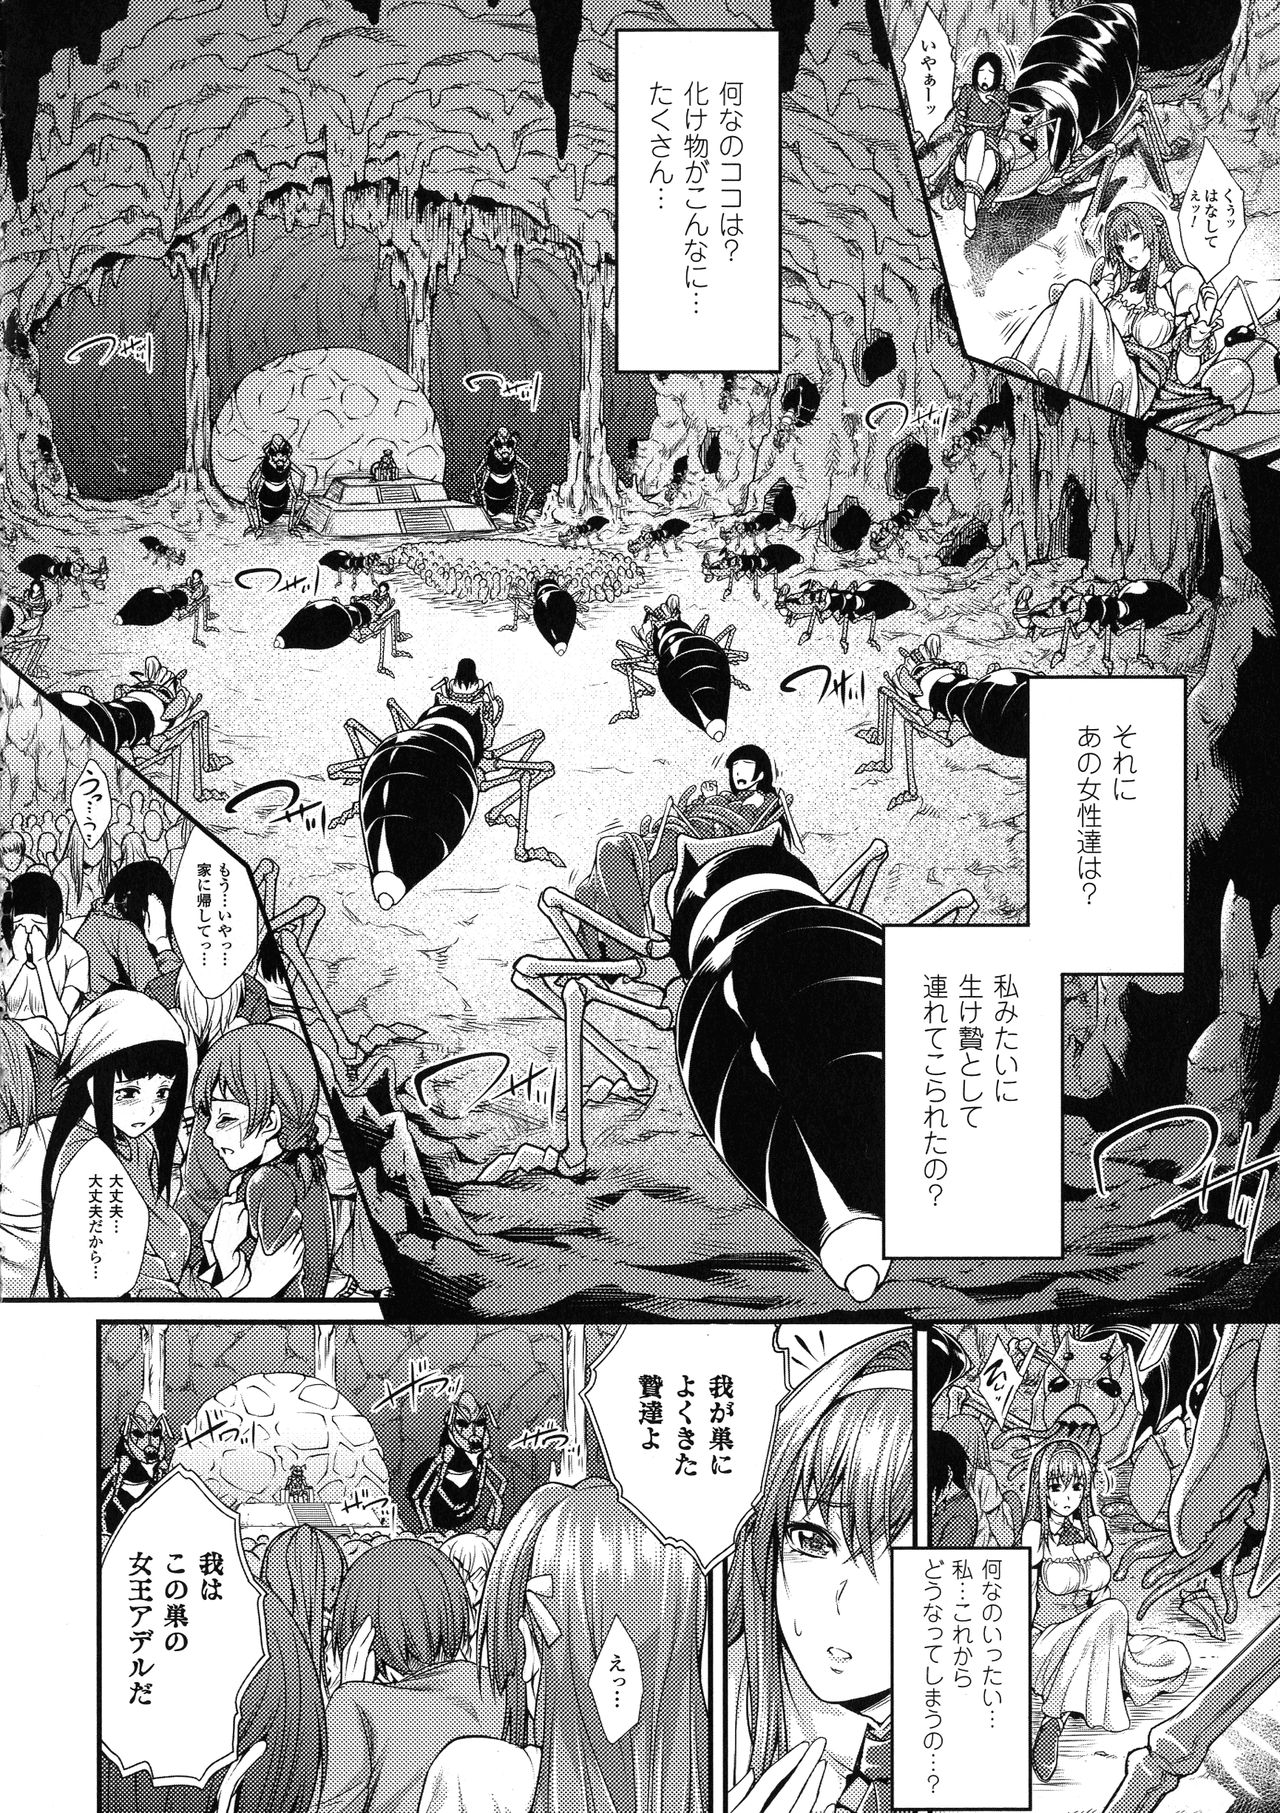 いやぁーッ
くうッ
はなして
えッ！
何なのココは？
化け物がこんなに
たくさん…
それに
あの女性達は？
私みたいに
生け贄として
連れてこられたの？
うっ…う…
もう…いやっ…
家に帰してっ…
大丈夫…
大丈夫だから…
何なのいったい…
私…これから
どうなってしまうの…？
我が巣に
よくきた
贄達よ
えっ…
我は
この巣の
女王アデルだ